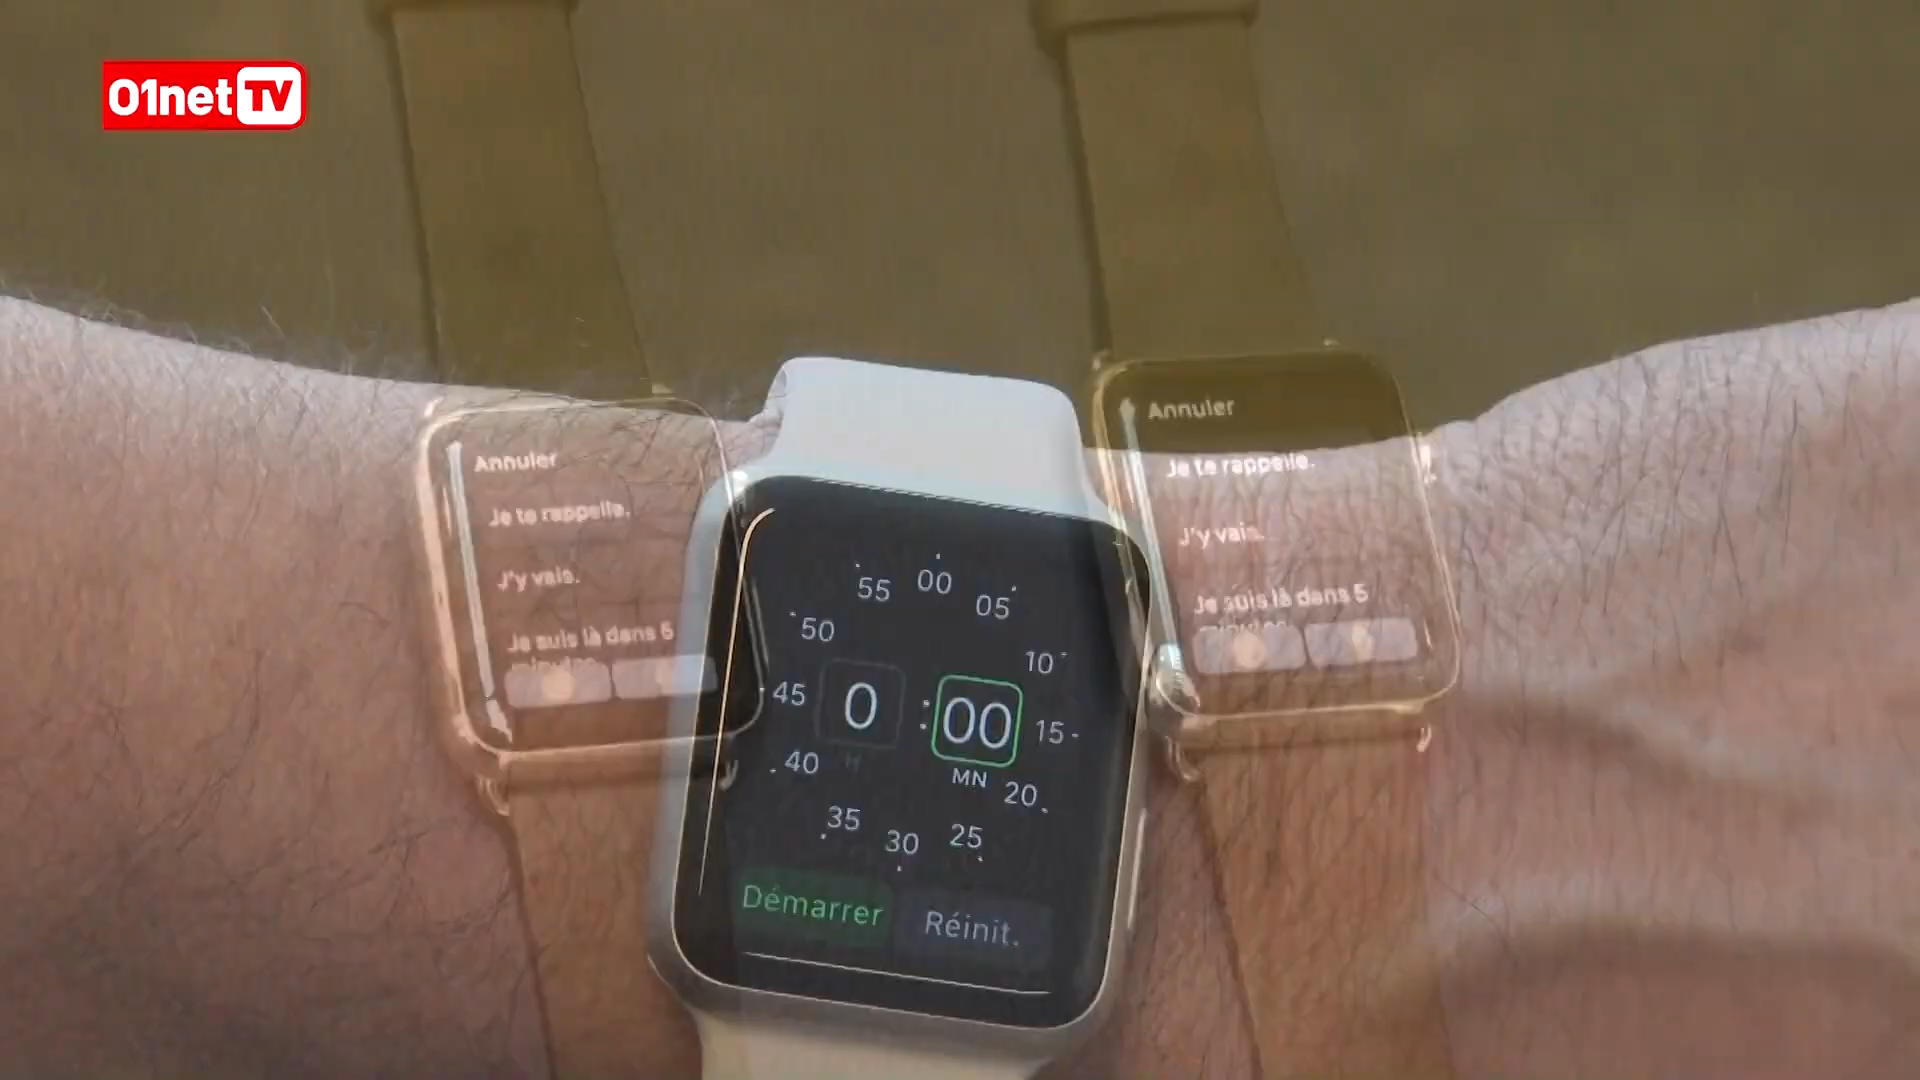 01net TV
Annuler
Je te rappelle.
J'y vais.
Je suis là dans 5
minutes.
55
00
05
50
10
45
0
:
00
15
H
MN
40
20
35
30
25
Démarrer
Réinit.
Annuler
Je te rappelle.
J'y vais.
Je suis là dans 5
minutes.